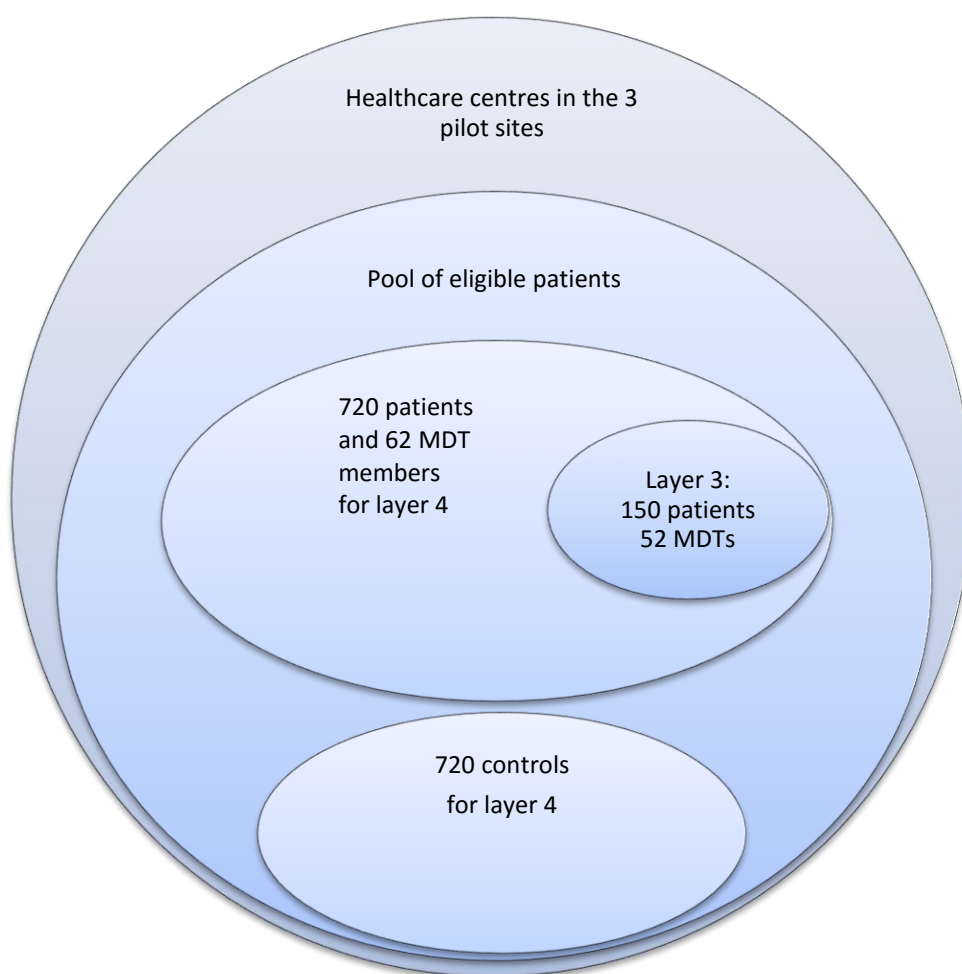 Healthcare centres in the 3
pilot sites
Pool of eligible patients
720 patients
and 62 MDT
members
for layer 4
Layer 3:
150 patients
52 MDTs
720 controls
for layer 4